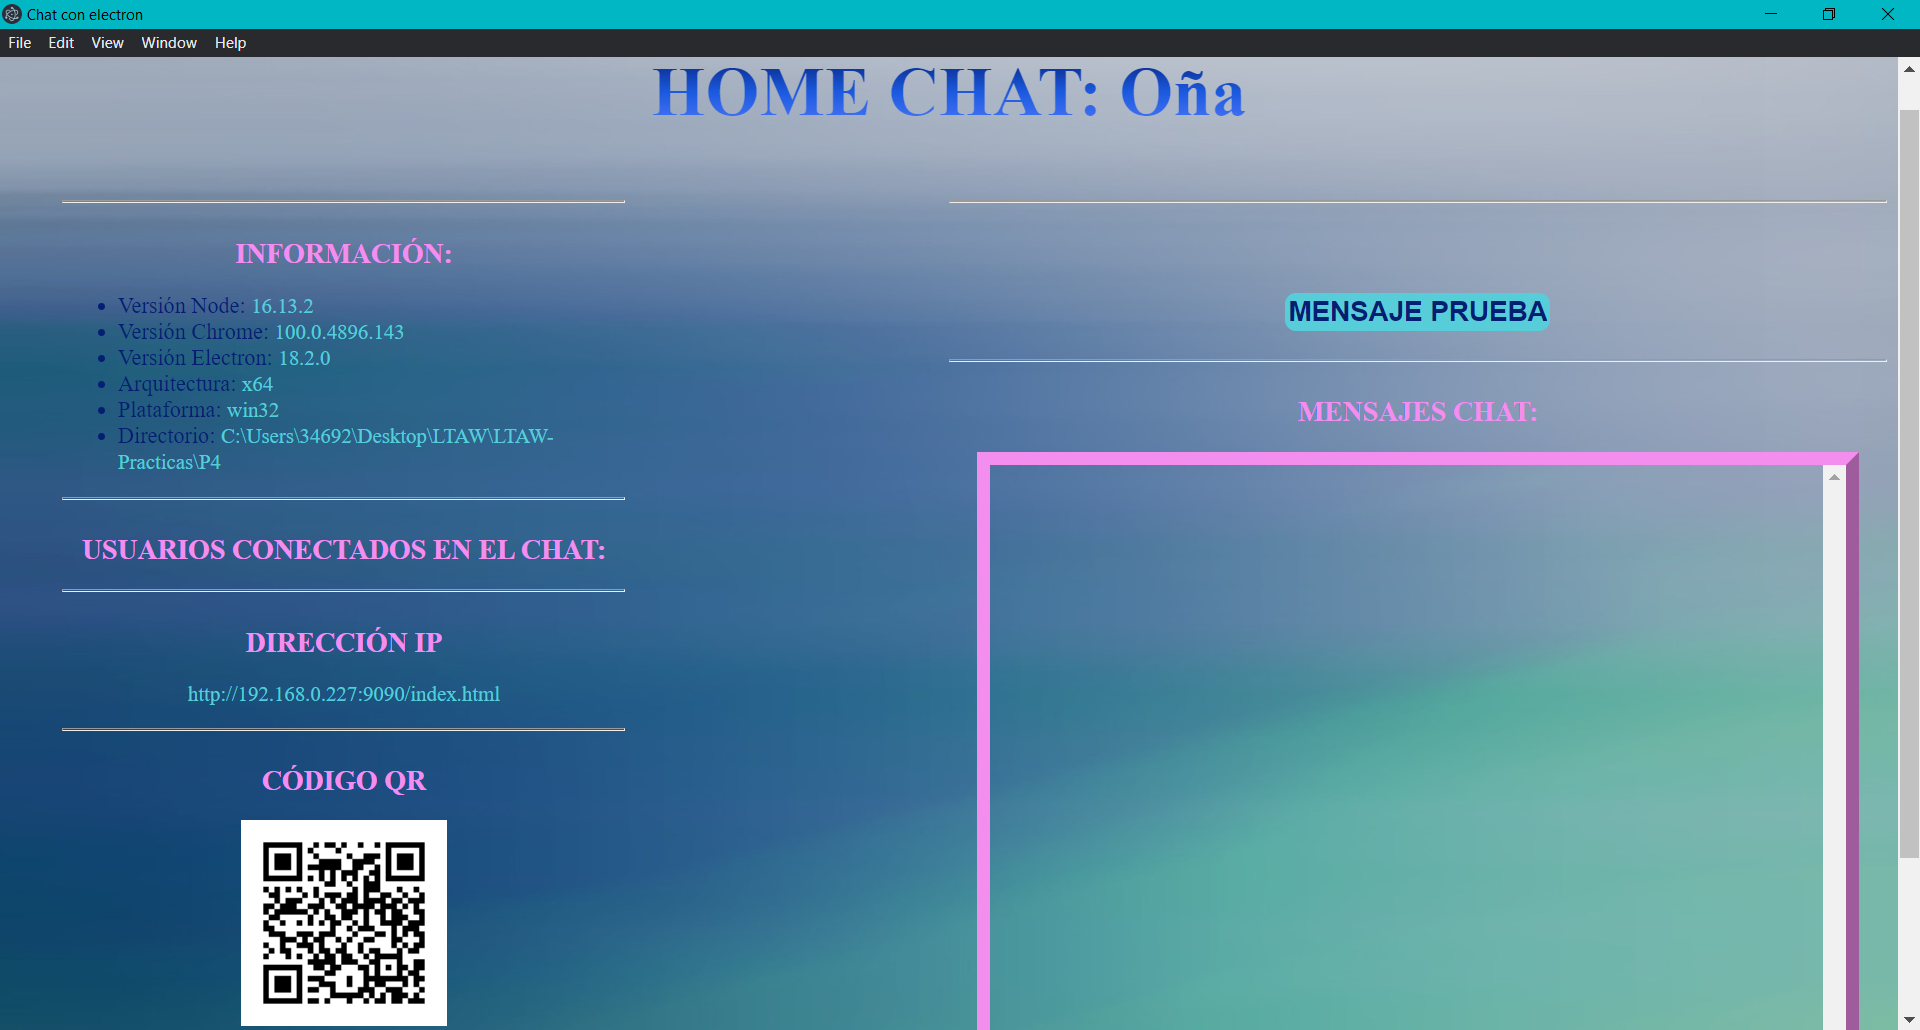 Chat con electron
File Edit View Window Help
HOME CHAT: Oña
INFORMACIÓN:
Versión Node: 16.13.2
Versión Chrome: 100.0.4896.143
Versión Electron: 18.2.0
Arquitectura: x64
Plataforma: win32
Directorio: C:\Users\34692\Desktop\LTAW\LTAW-
Practicas\P4
USUARIOS CONECTADOS EN EL CHAT:
DIRECCIÓN IP
http://192.168.0.227:9090/index.html
CÓDIGO QR
MENSAJE PRUEBA
MENSAJES CHAT: